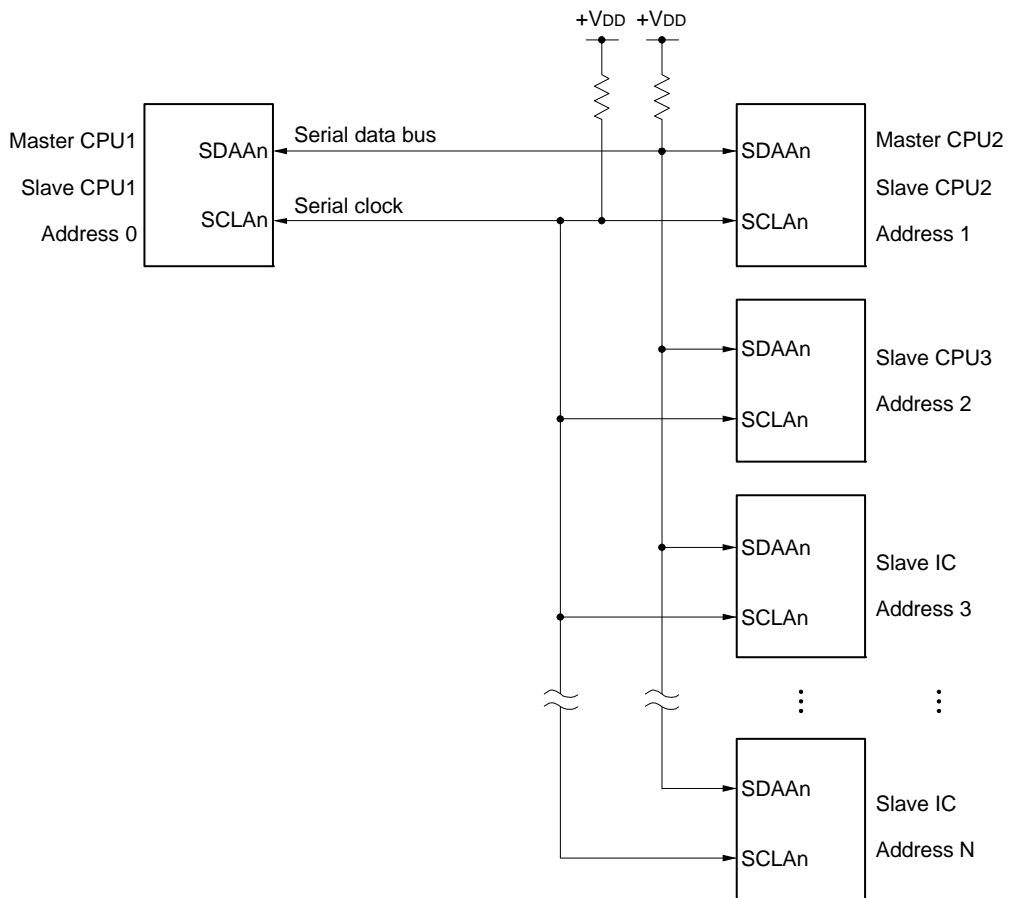 +VDD +VDD
Master CPU1
Slave CPU1
Address 0
SDAAn
SCLAn
Serial data bus
Serial clock
SDAAn
SCLAn
Master CPU2
Slave CPU2
Address 1
SDAAn
SCLAn
Slave CPU3
Address 2
SDAAn
SCLAn
Slave IC
Address 3
SDAAn
SCLAn
Slave IC
Address N